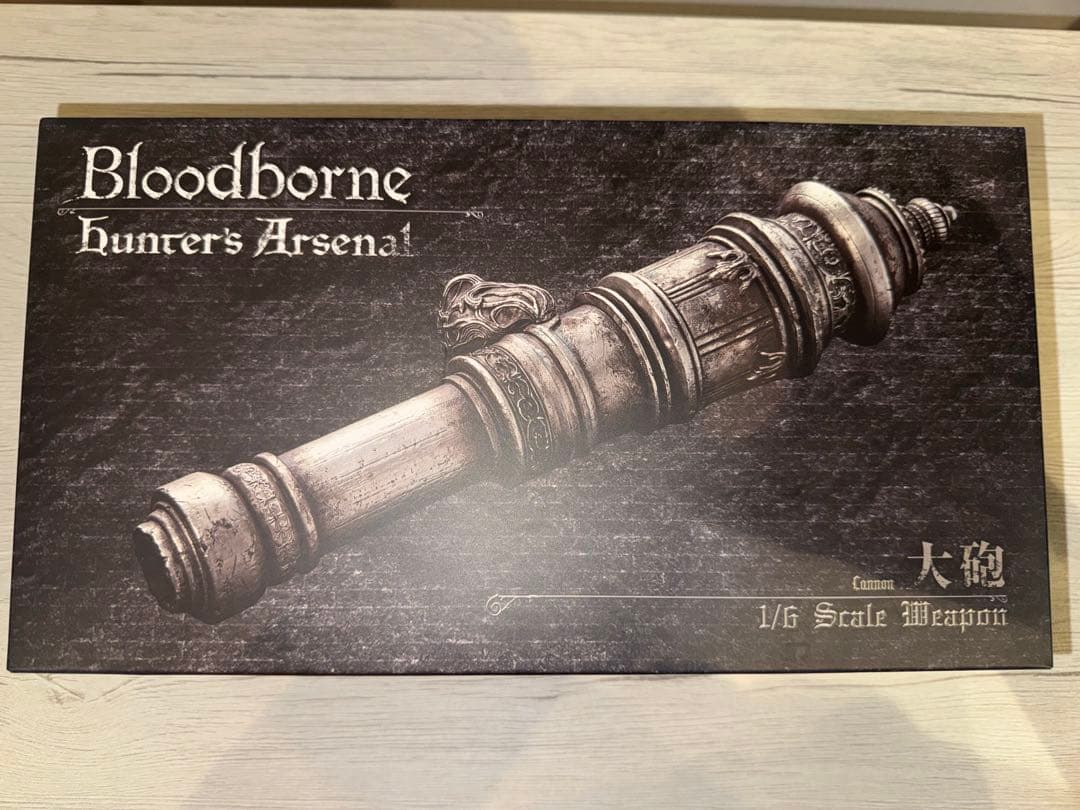 Bloodborne
Hunter's Arsenal
Cannon 大砲
1/6 Scale Weapon